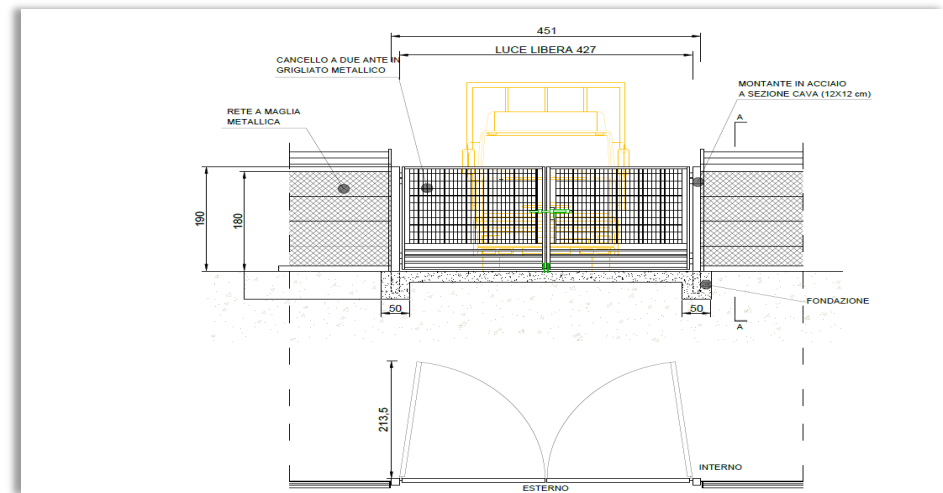 451
LUCE LIBERA 427
CANCELLO A DUE ANTE IN
GRIGLIATO METALLICO
MONTANTE IN ACCIAIO
A SEZIONE CAVA (12X12 cm)
RETE A MAGLIA
METALLICA
A
190
180
50
50
FONDAZIONE
A
213,5
INTERNO
ESTERNO